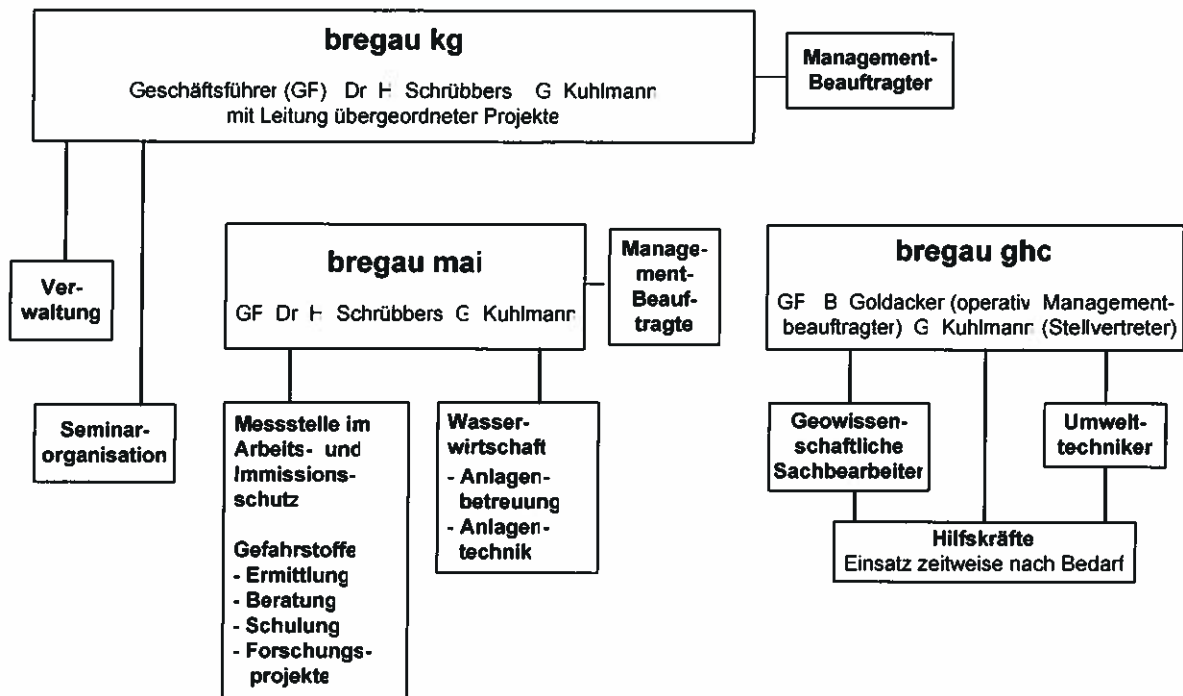 bregau kg
Geschäftsführer (GF) Dr H Schrübbers G Kuhlmann
mit Leitung übergeordneter Projekte
Management-
Beauftragter
Ver-
waltung
Seminar-
organisation
bregau mai
GF Dr H Schrübbers G Kuhlmann
Manage-
ment-
Beauf-
tragte
Messstelle im
Arbeits- und
Immissions-
schutz
Gefahrstoffe
- Ermittlung
- Beratung
- Schulung
- Forschungs-
projekte
Wasser-
wirtschaft
- Anlagen-
betreuung
- Anlagen-
technik
bregau ghc
GF B Goldacker (operativ Management-
beauftragter) G Kuhlmann (Stellvertreter)
Geowissen-
schaftliche
Sachbearbeiter
Umwelt-
techniker
Hilfskräfte
Einsatz zeitweise nach Bedarf